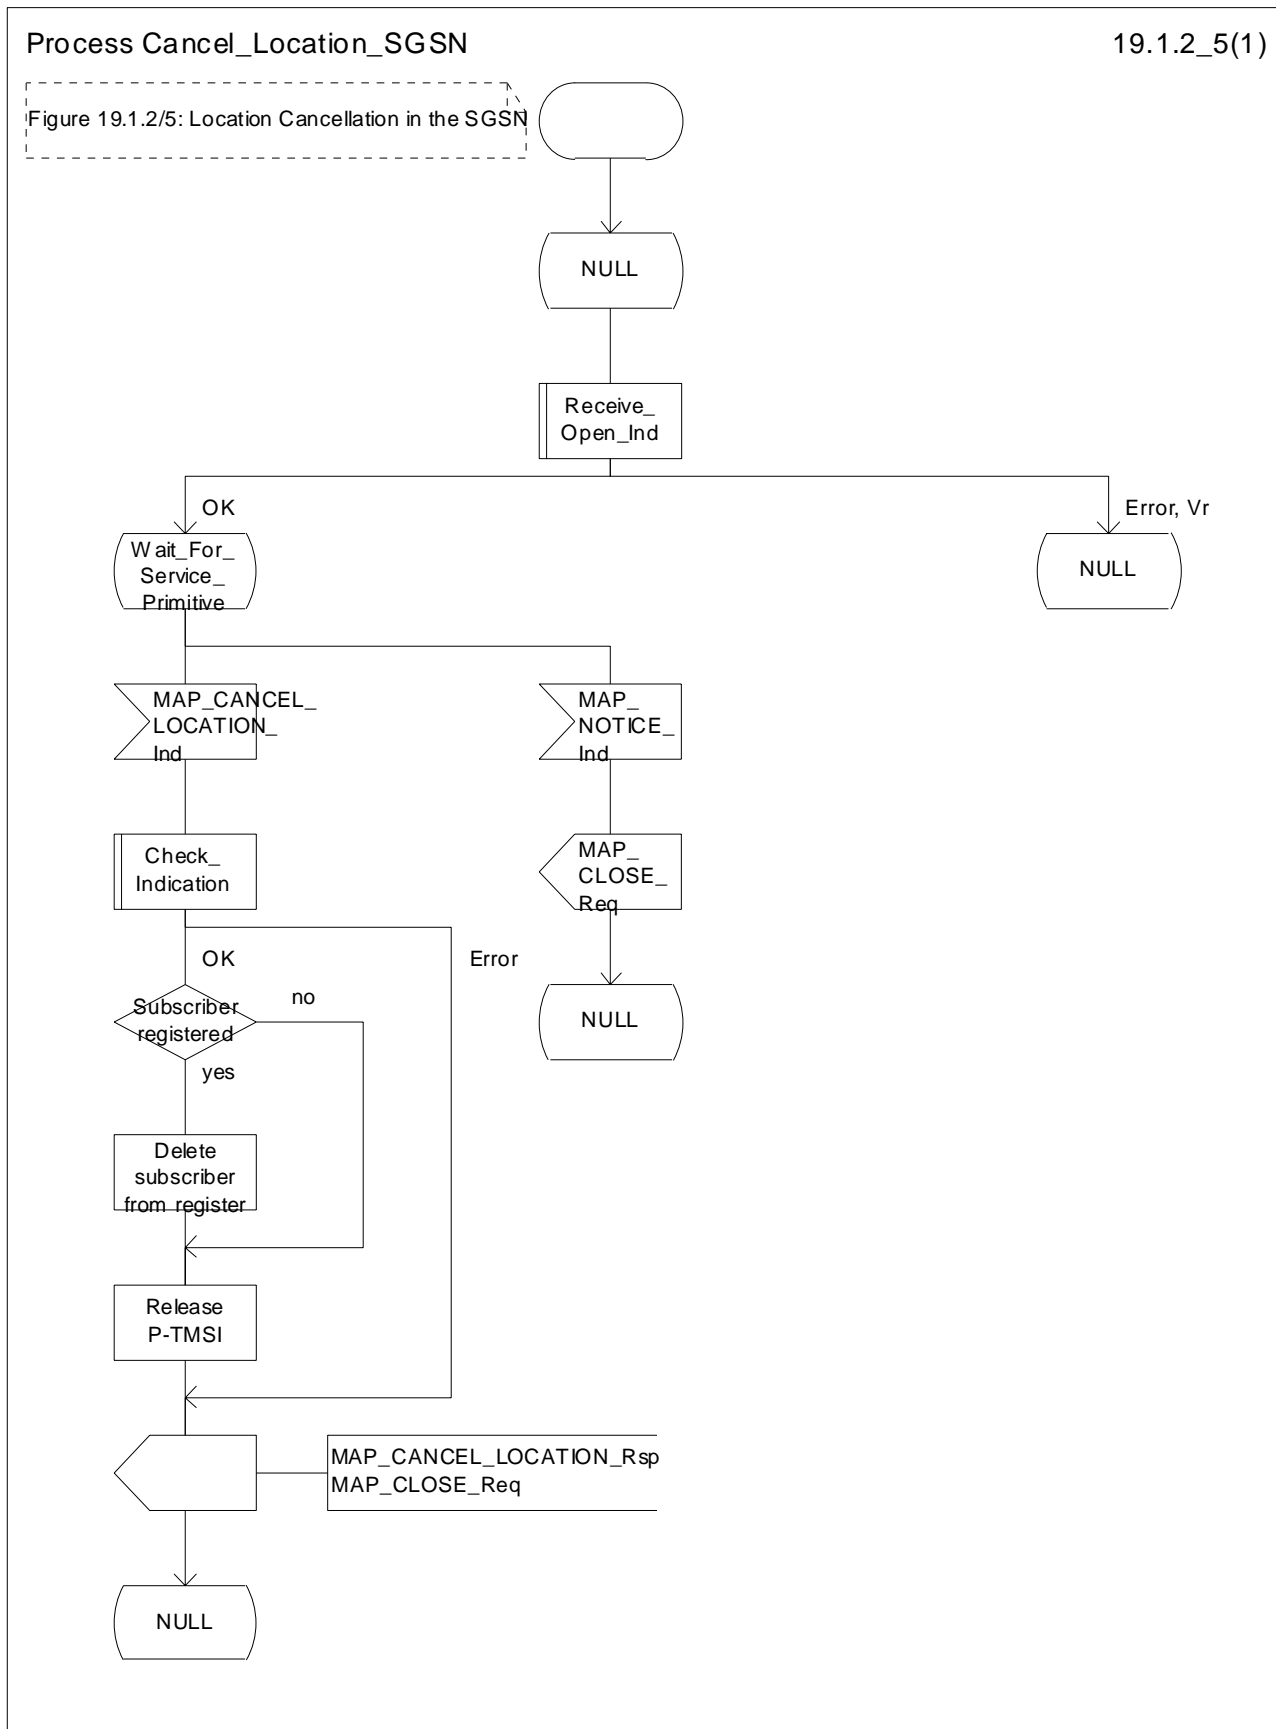 Process Cancel_Location_SGSN
19.1.2_5(1)
Figure 19.1.2/5: Location Cancellation in the SGSN
NULL
Receive_
Open_Ind
OK
Error, Vr
Wait_For_
Service_
Primitive
NULL
MAP_CANCEL_
LOCATION_
Ind
MAP_
NOTICE_
Ind
Check_
Indication
MAP_
CLOSE_
Req
OK
Error
Subscriber
registered
no
yes
NULL
Delete
subscriber
from register
Release
P-TMSI
MAP_CANCEL_LOCATION_Rsp
MAP_CLOSE_Req
NULL